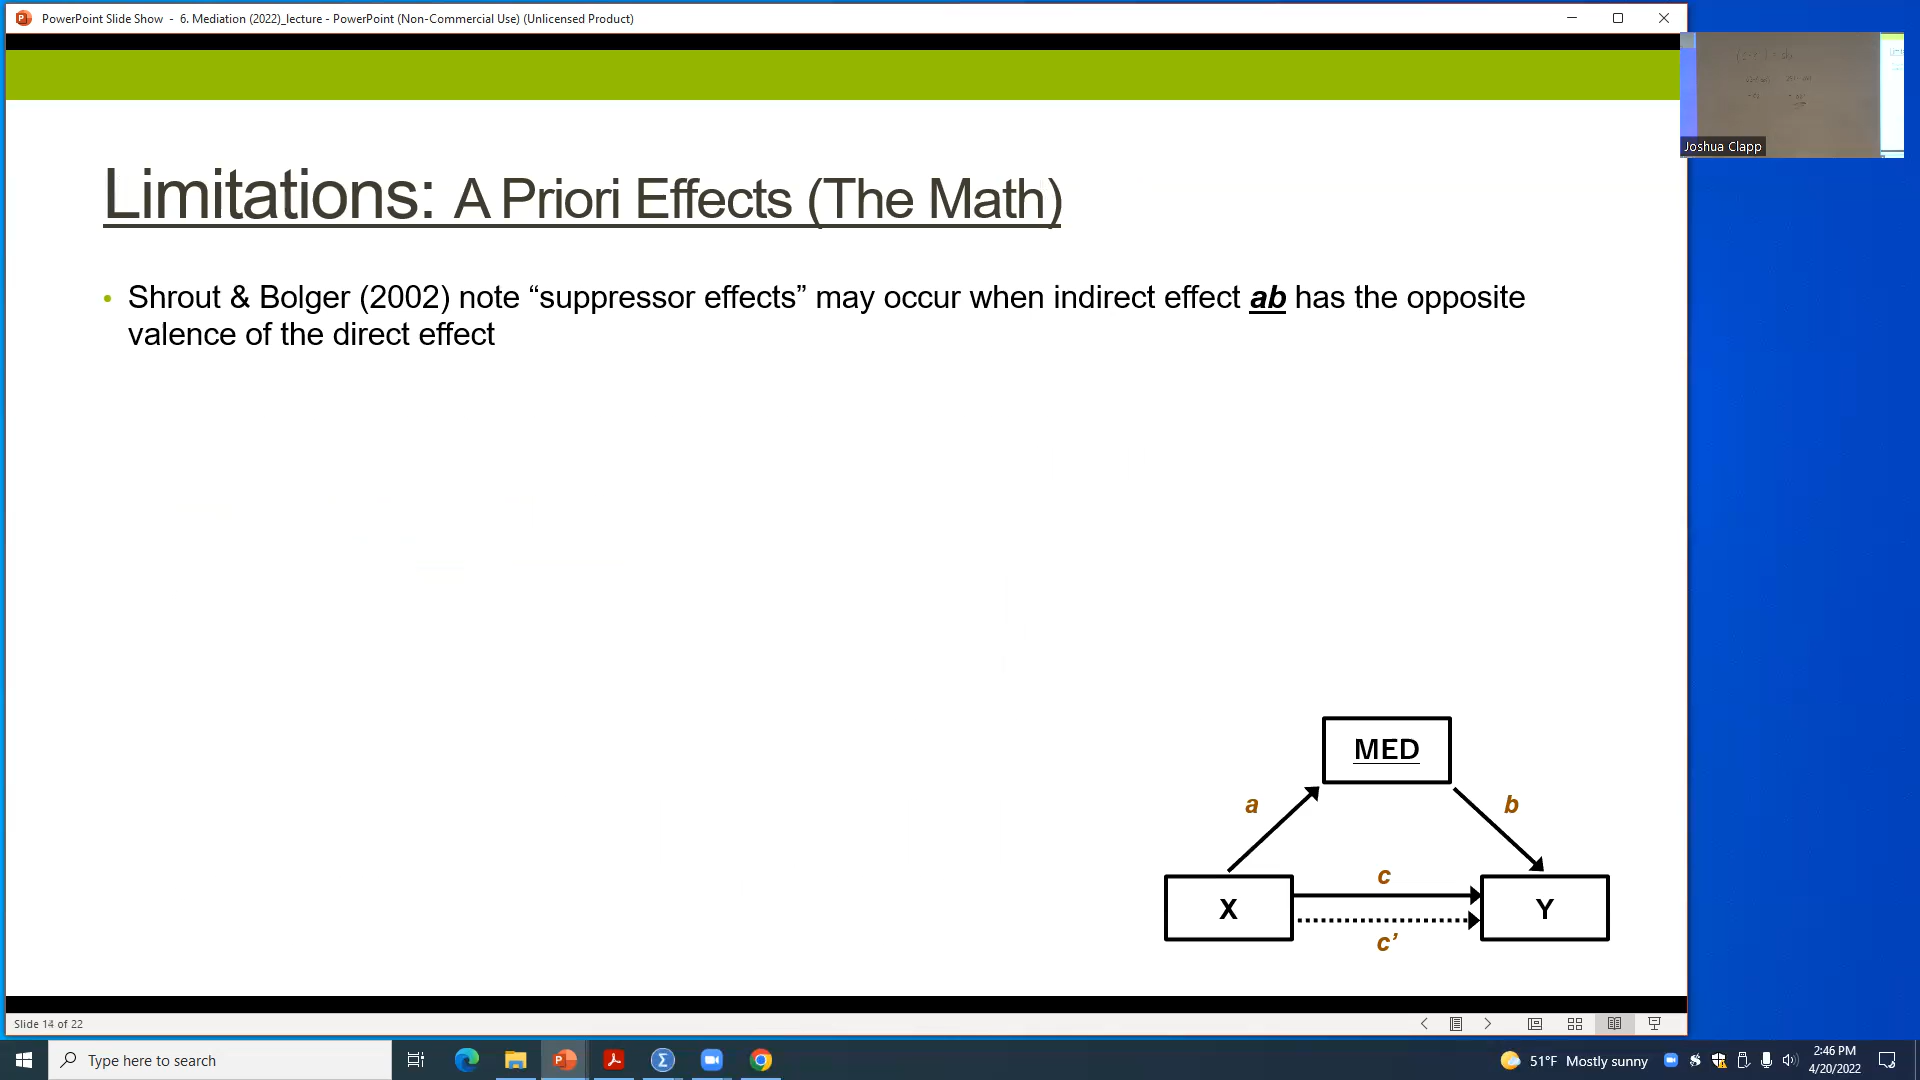 PowerPoint Slide Show - 6. Mediation (2022)_lecture - PowerPoint (Non-Commercial Use) (Unlicensed Product)
Joshua Clapp
Limitations: A Priori Effects (The Math)
• Shrout & Bolger (2002) note “suppressor effects” may occur when indirect effect ab has the opposite
valence of the direct effect
MED
a
b
c
X
Y
c’
Slide 14 of 22
Type here to search
51°F Mostly sunny
2:46 PM
4/20/2022